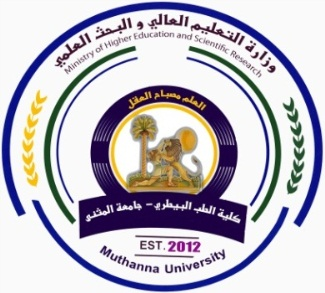 وزارة التعليم العالي و البحث العلمي
Ministry of Higher Education and Scientific Research
العلم مصباح العقل
كلية الطب البيطري - جامعة المثنى
EST. 2012
Muthanna University